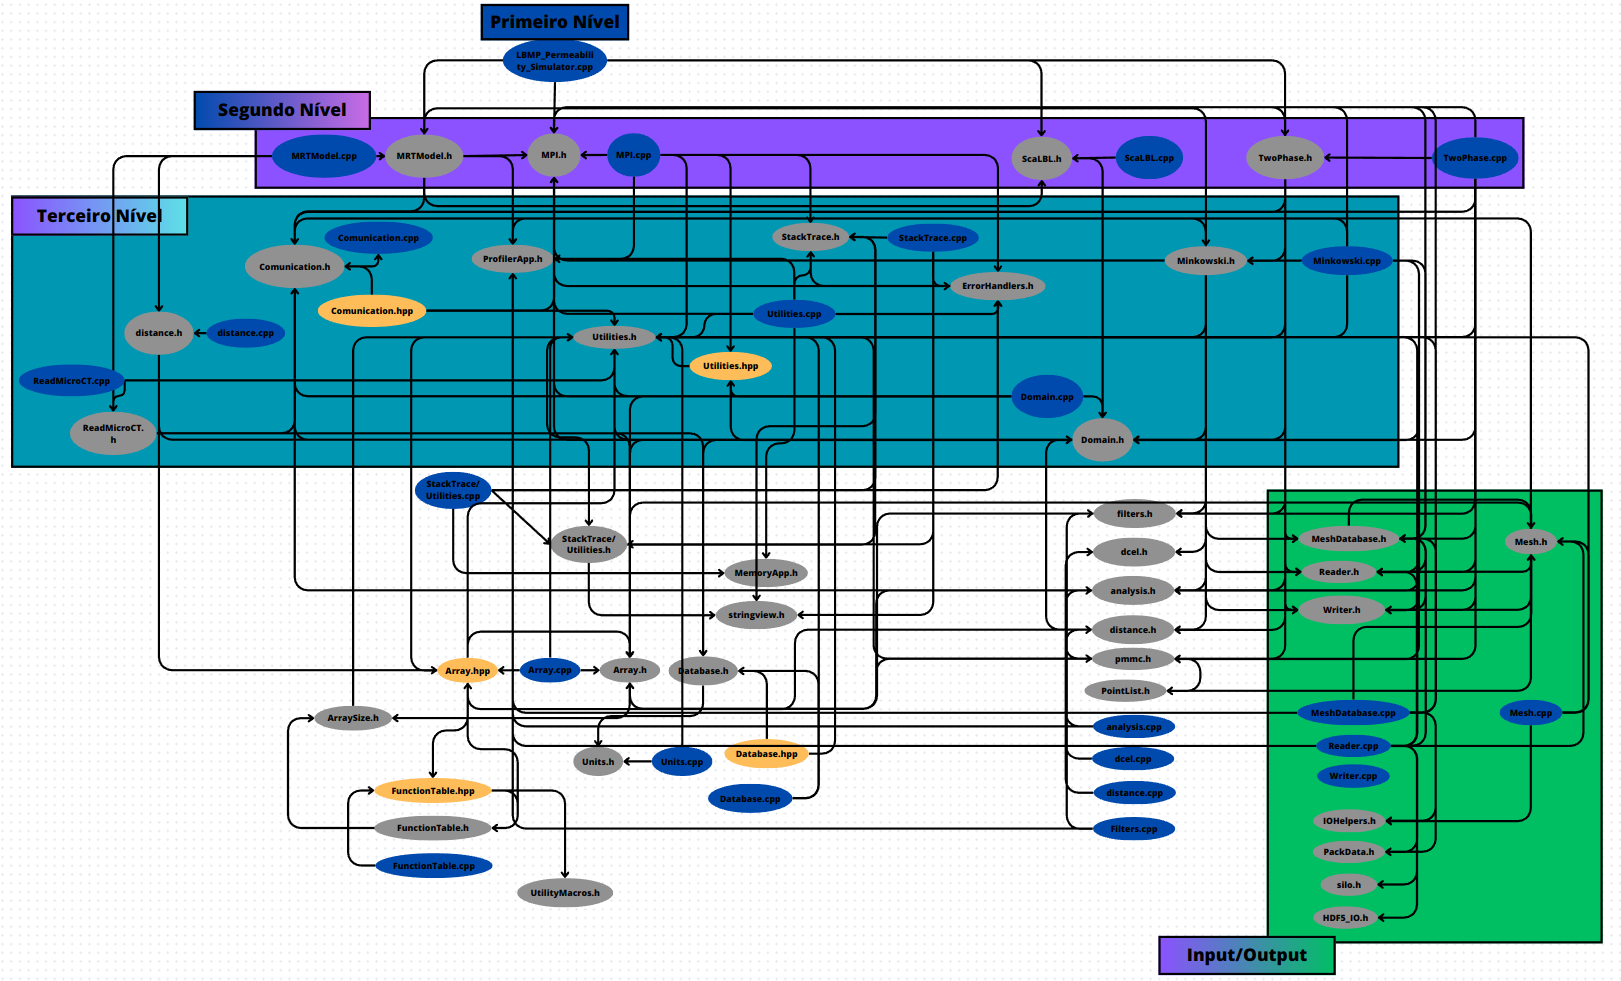 Primeiro Nível
LBMP_Permeabili
ty_Simulator.cpp
Segundo Nível
MRTModel.cpp
MRTModel.h
MPI.h
MPI.cpp
ScaLBL.h
ScaLBL.cpp
TwoPhase.h
TwoPhase.cpp
Terceiro Nível
Comunication.cpp
StackTrace.h
StackTrace.cpp
Comunication.h
ProfilerApp.h
Minkowski.h
Minkowski.cpp
ErrorHandlers.h
Comunication.hpp
Utilities.cpp
distance.h
distance.cpp
Utilities.h
Utilities.hpp
ReadMicroCT.cpp
Domain.cpp
ReadMicroCT.
h
Domain.h
StackTrace/
Utilities.cpp
filters.h
StackTrace/
Utilities.h
MeshDatabase.h
Mesh.h
dcel.h
MemoryApp.h
Reader.h
analysis.h
stringview.h
Writer.h
distance.h
pmmc.h
Array.hpp
Array.cpp
Array.h
Database.h
PointList.h
ArraySize.h
MeshDatabase.cpp
Mesh.cpp
analysis.cpp
Reader.cpp
Database.hpp
Units.h
Units.cpp
dcel.cpp
Writer.cpp
FunctionTable.hpp
distance.cpp
Database.cpp
IOHelpers.h
FunctionTable.h
Filters.cpp
PackData.h
FunctionTable.cpp
silo.h
UtilityMacros.h
HDF5_IO.h
Input/Output